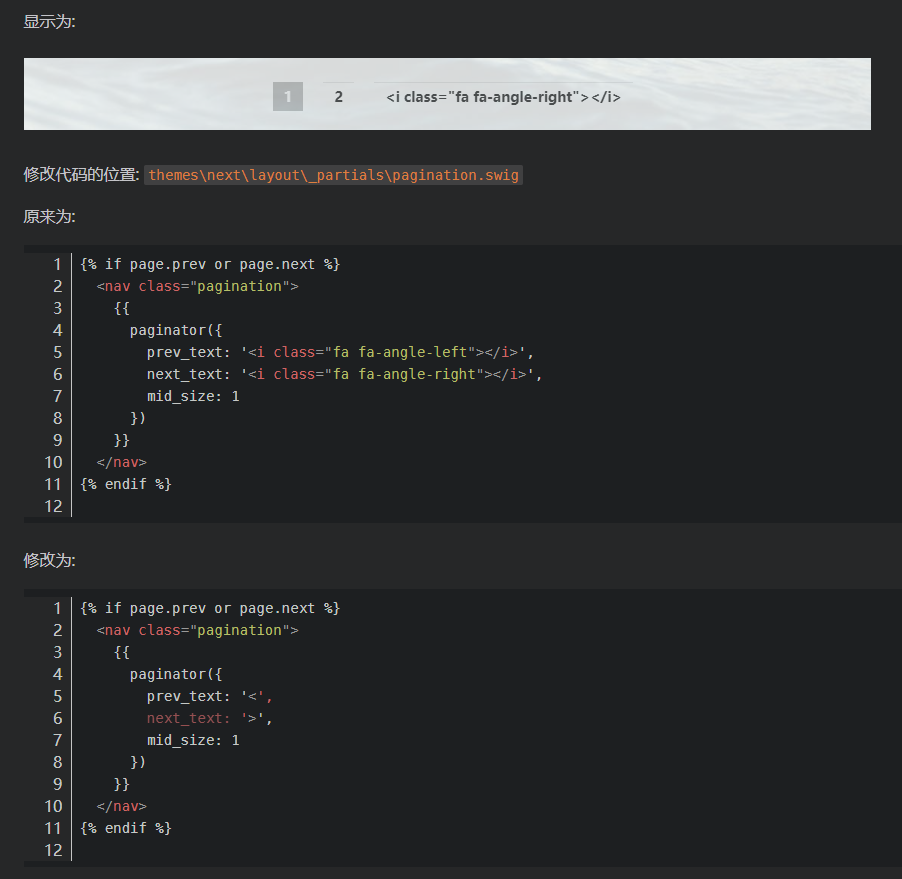 显示为:
1 2 <i class="fa fa-angle-right"></i>
修改代码的位置: themes\next\layout\_partials\pagination.swig
原来为:
1 {% if page.prev or page.next %}
2   <nav class="pagination">
3     {{
4       paginator({
5         prev_text: '<i class="fa fa-angle-left"></i>',
6         next_text: '<i class="fa fa-angle-right"></i>',
7         mid_size: 1
8       })
9     }}
10   </nav>
11 {% endif %}
12
修改为:
1 {% if page.prev or page.next %}
2   <nav class="pagination">
3     {{
4       paginator({
5         prev_text: '<',
6         next_text: '>',
7         mid_size: 1
8       })
9     }}
10   </nav>
11 {% endif %}
12